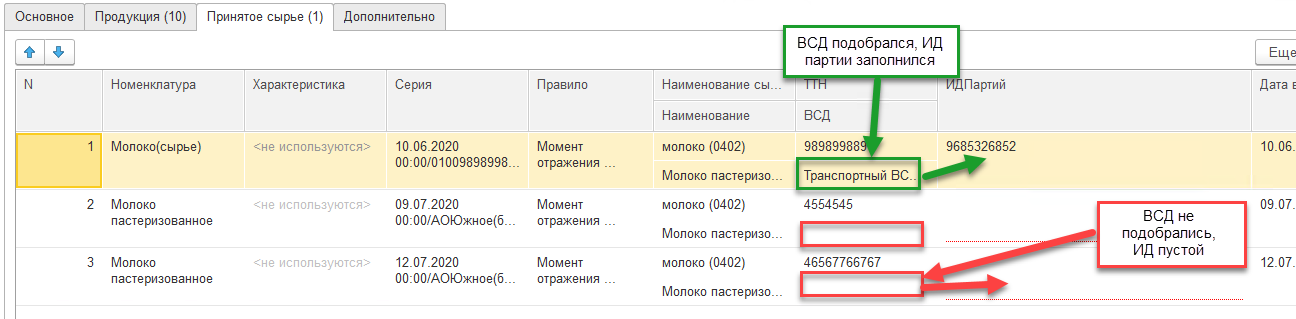 Основное Продукция (10) Принятое сырье (1) Дополнительно
ВСД подобрался, ИД
партии заполнился
Еще
N Номенклатура Характеристика Серия Правило Наименование сы... ТТН ИДПартий Дата в
Наименование ВСД
1 Молоко(сырье) <не используются> 10.06.2020 Момент молоко (0402) 989899889 9685326852 10.06.
00:00/01009898998... отражения ...
Молоко пастеризо... Транспортный ВС...
2 Молоко <не используются> 09.07.2020 Момент молоко (0402) 4554545 09.07.
пастеризованное 00:00/АОЮжное(б... отражения ...
Молоко пастеризо...
ВСД не
подобрались,
ИД пустой
3 Молоко <не используются> 12.07.2020 Момент молоко (0402) 46567766767 12.07.
пастеризованное 00:00/АОЮжное(б... отражения ...
Молоко пастеризо...